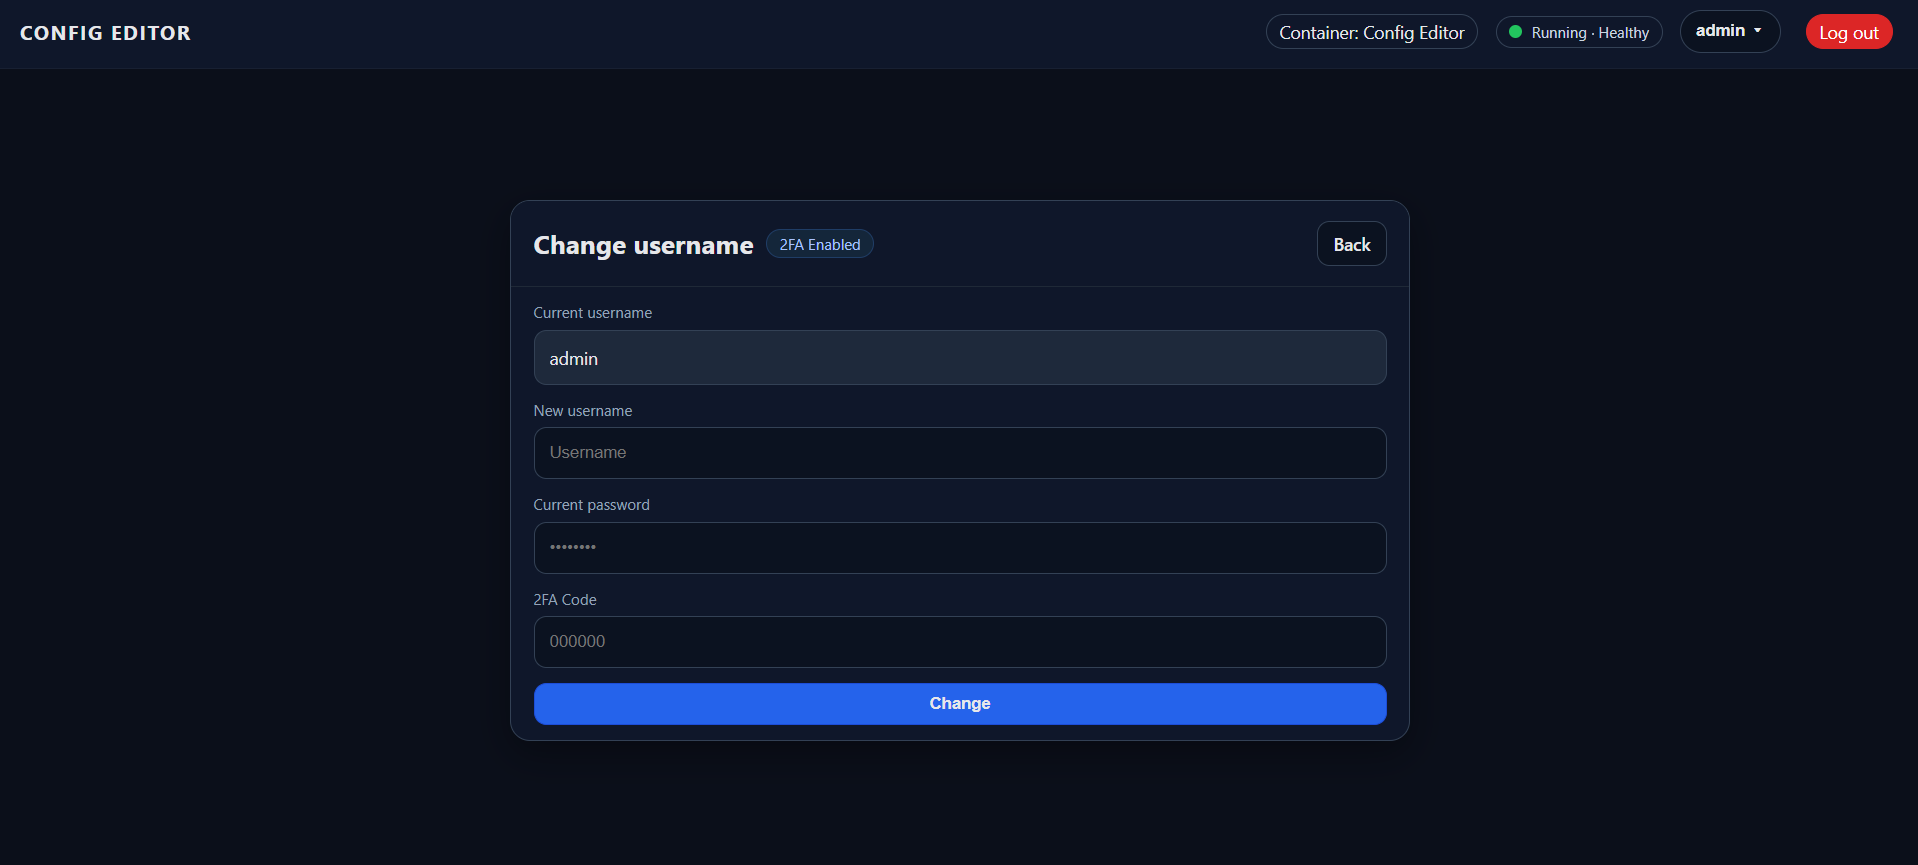 CONFIG EDITOR
Container: Config Editor
Running · Healthy
admin
Log out
Change username
2FA Enabled
Back
Current username
admin
New username
Username
Current password
••••••••
2FA Code
000000
Change